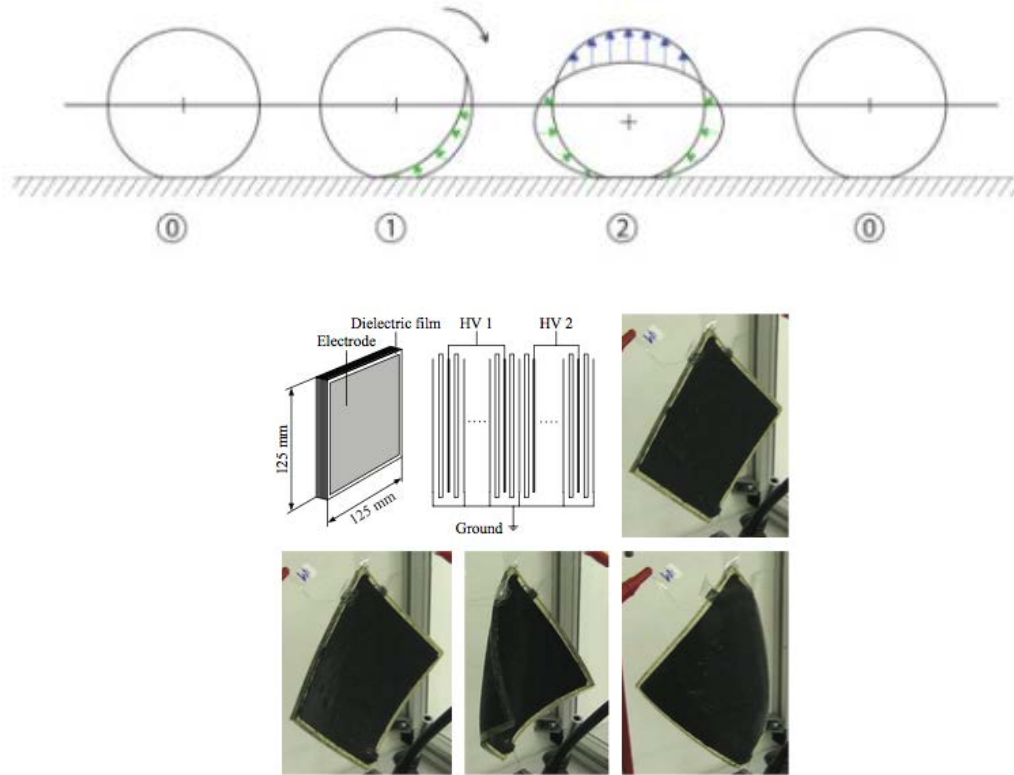 ⓪ ① ② ⓪
Dielectric film
Electrode
HV 1
HV 2
125 mm
125 mm
Ground